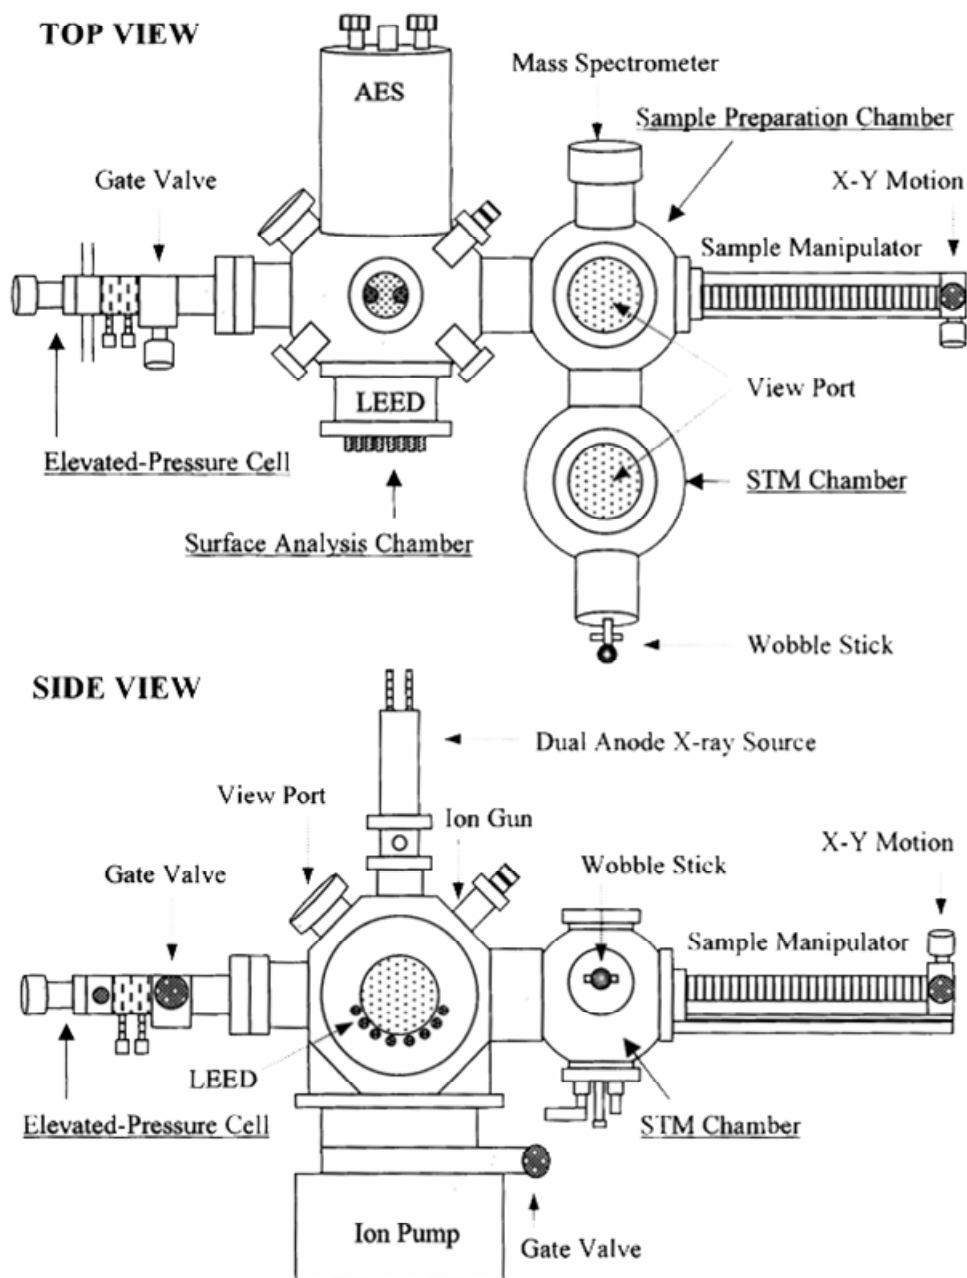 TOP VIEW
Mass Spectrometer
AES
Sample Preparation Chamber
Gate Valve
X-Y Motion
Sample Manipulator
View Port
LEED
Elevated-Pressure Cell
STM Chamber
Surface Analysis Chamber
Wobble Stick
SIDE VIEW
Dual Anode X-ray Source
View Port
Ion Gun
X-Y Motion
Wobble Stick
Gate Valve
Sample Manipulator
LEED
Elevated-Pressure Cell
STM Chamber
Ion Pump
Gate Valve